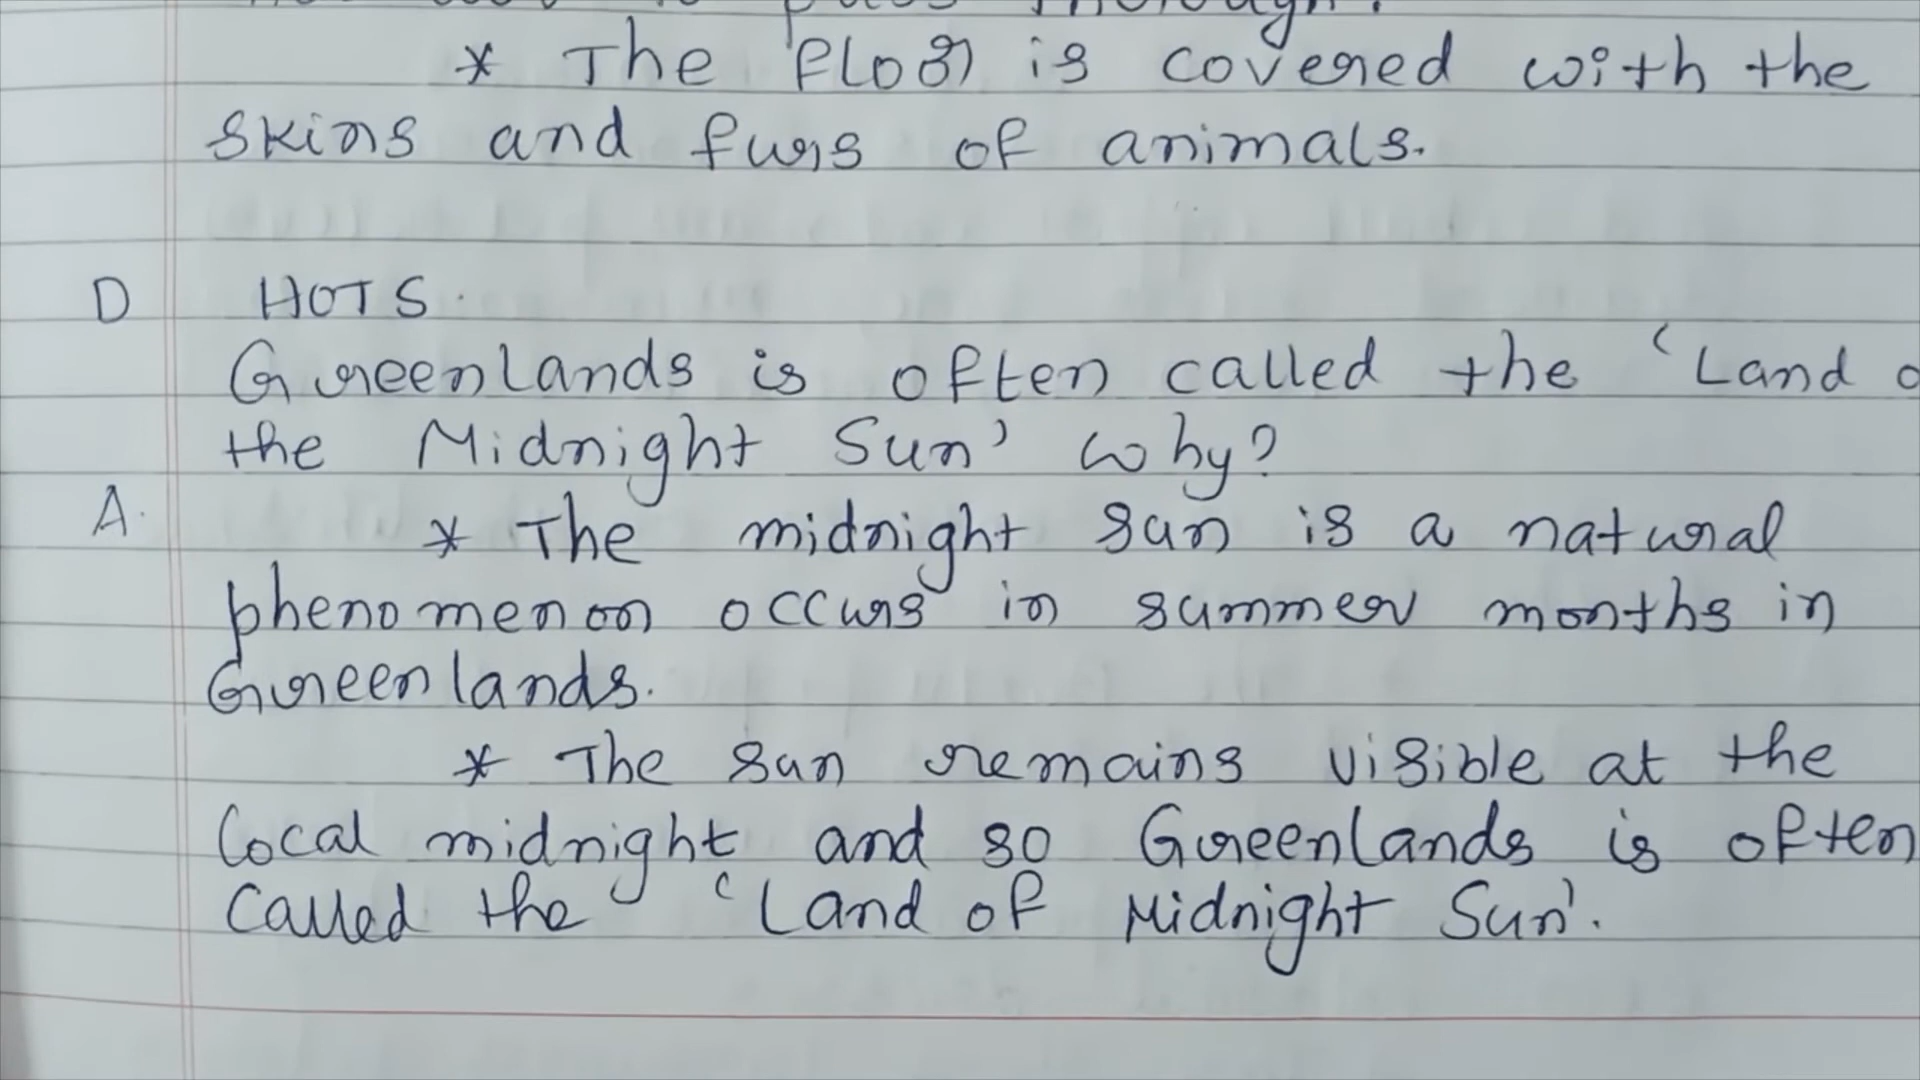 * The floor is covered with the
skins and furs of animals.
D HOTS.
Greenlands is often called the 'Land
the Midnight Sun' why?
A. * The midnight sun is a natural
phenomenon occurs in summer months in
Greenlands.
* The sun remains visible at the
local midnight and so Greenlands is often
called the 'Land of Midnight Sun'.